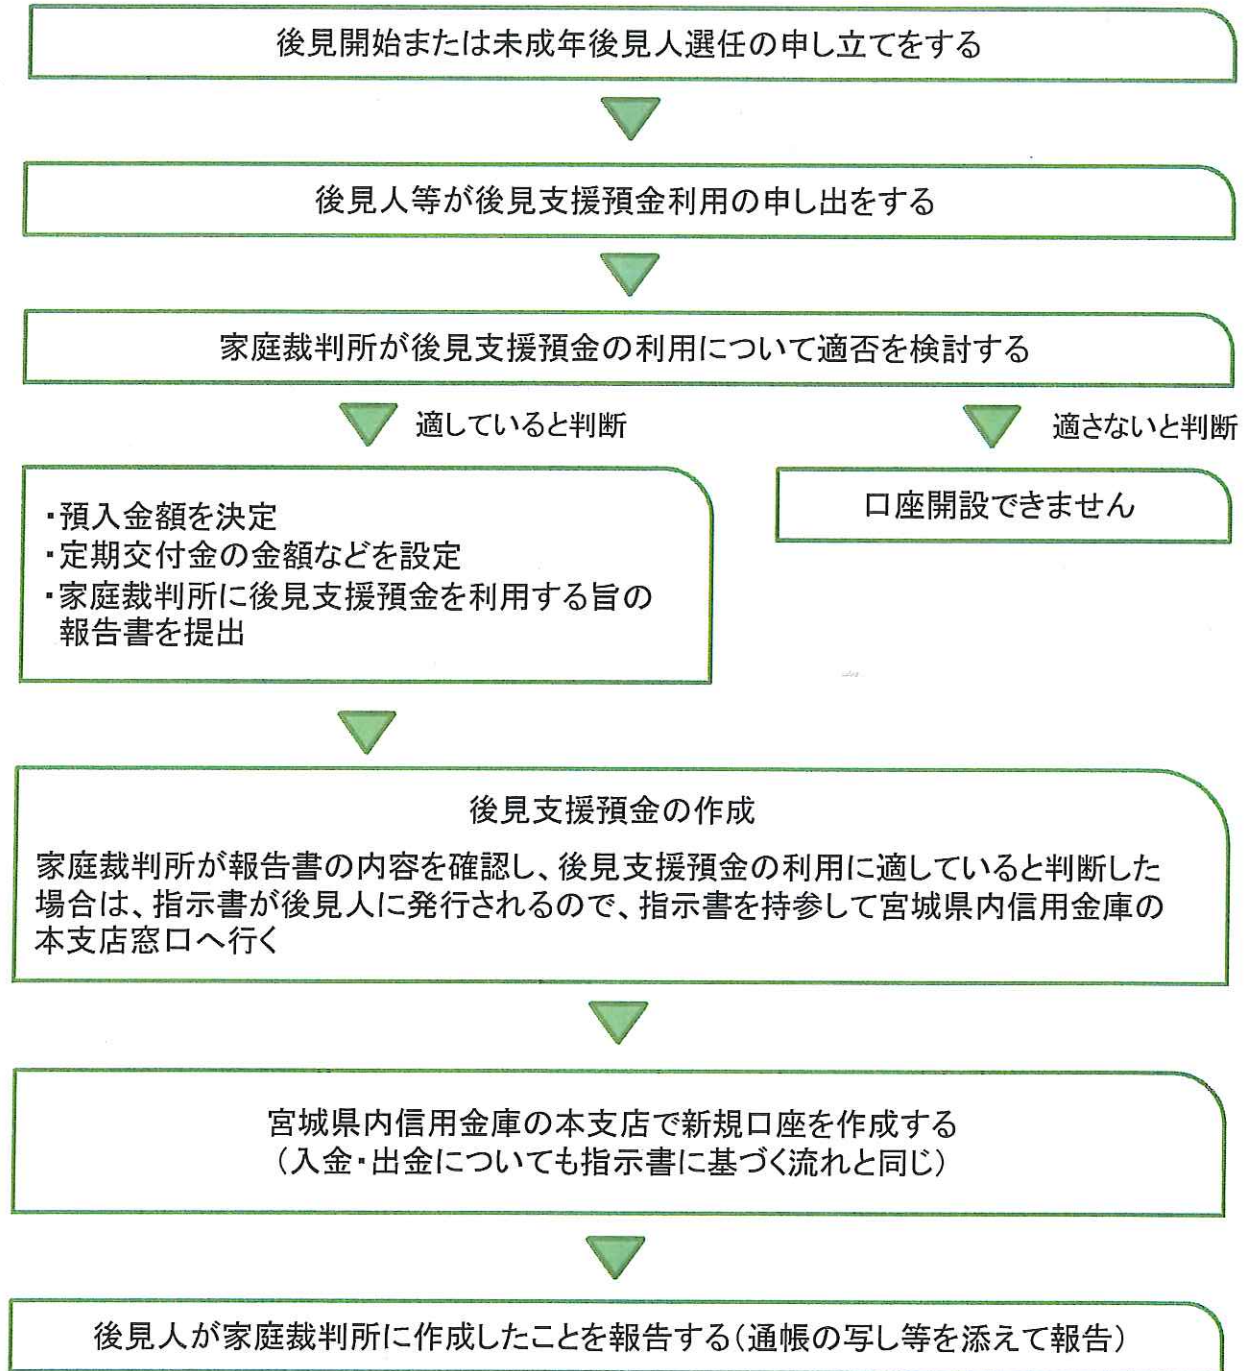 後見開始または未成年後見人選任の申し立てをする
後見人等が後見支援預金利用の申し出をする
家庭裁判所が後見支援預金の利用について適否を検討する
適していると判断
適さないと判断
・預入金額を決定
・定期交付金の金額などを設定
・家庭裁判所に後見支援預金を利用する旨の
報告書を提出
口座開設できません
後見支援預金の作成
家庭裁判所が報告書の内容を確認し、後見支援預金の利用に適していると判断した
場合は、指示書が後見人に発行されるので、指示書を持参して宮城県内信用金庫の
本支店窓口へ行く
宮城県内信用金庫の本支店で新規口座を作成する
（入金・出金についても指示書に基づく流れと同じ）
後見人が家庭裁判所に作成したことを報告する（通帳の写し等を添えて報告）